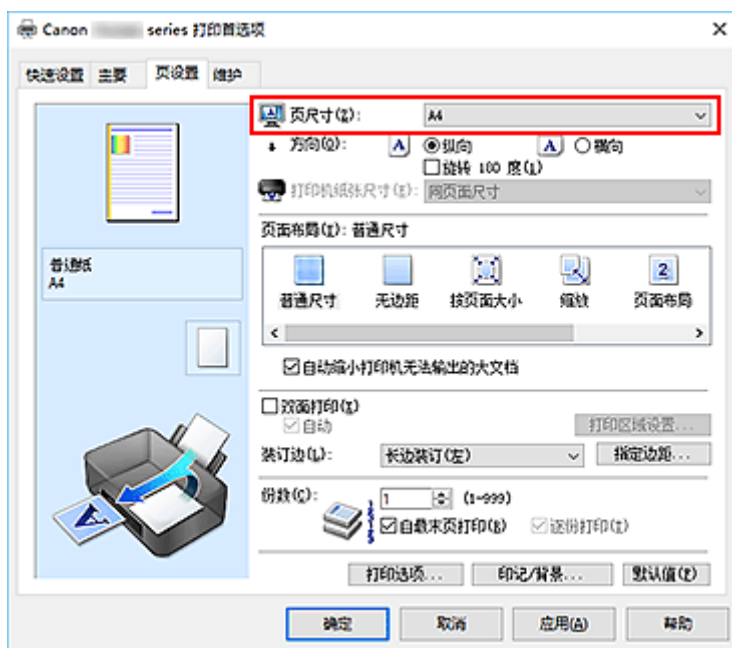 Canon series 打印首选项
快速设置 主要 页设置 维护
页尺寸(Z): A4
方向(O): A 纵向 A 横向
旋转 180 度(1)
打印机纸张尺寸(E): 同页面尺寸
页面布局(I): 普通尺寸
普通纸
A4
普通尺寸 无边距 按页面大小 缩放 页面布局
自动缩小打印机无法输出的大文档
双面打印(X)
自动 打印区域设置...
装订边(L): 长边装订(左) 指定边距...
份数(C): 1 (1-999)
自最末页打印(R) 逐份打印(I)
打印选项... 印记/背景... 默认值(F)
确定 取消 应用(A) 帮助